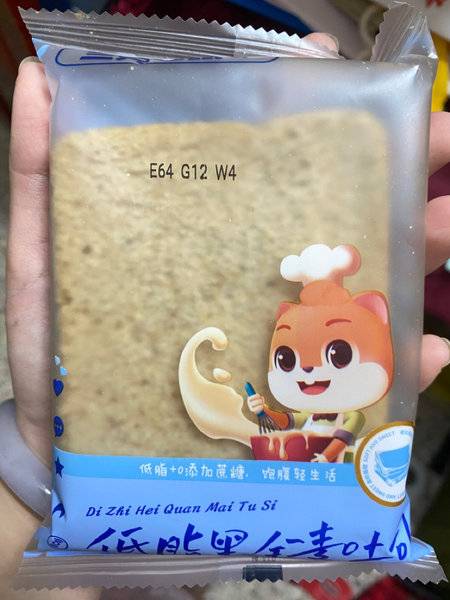 E64 G12 W4
低脂+0添加蔗糖, 饱腹轻生活
Di Zhi Hei Quan Mai Tu Si
低脂黑全麦吐司